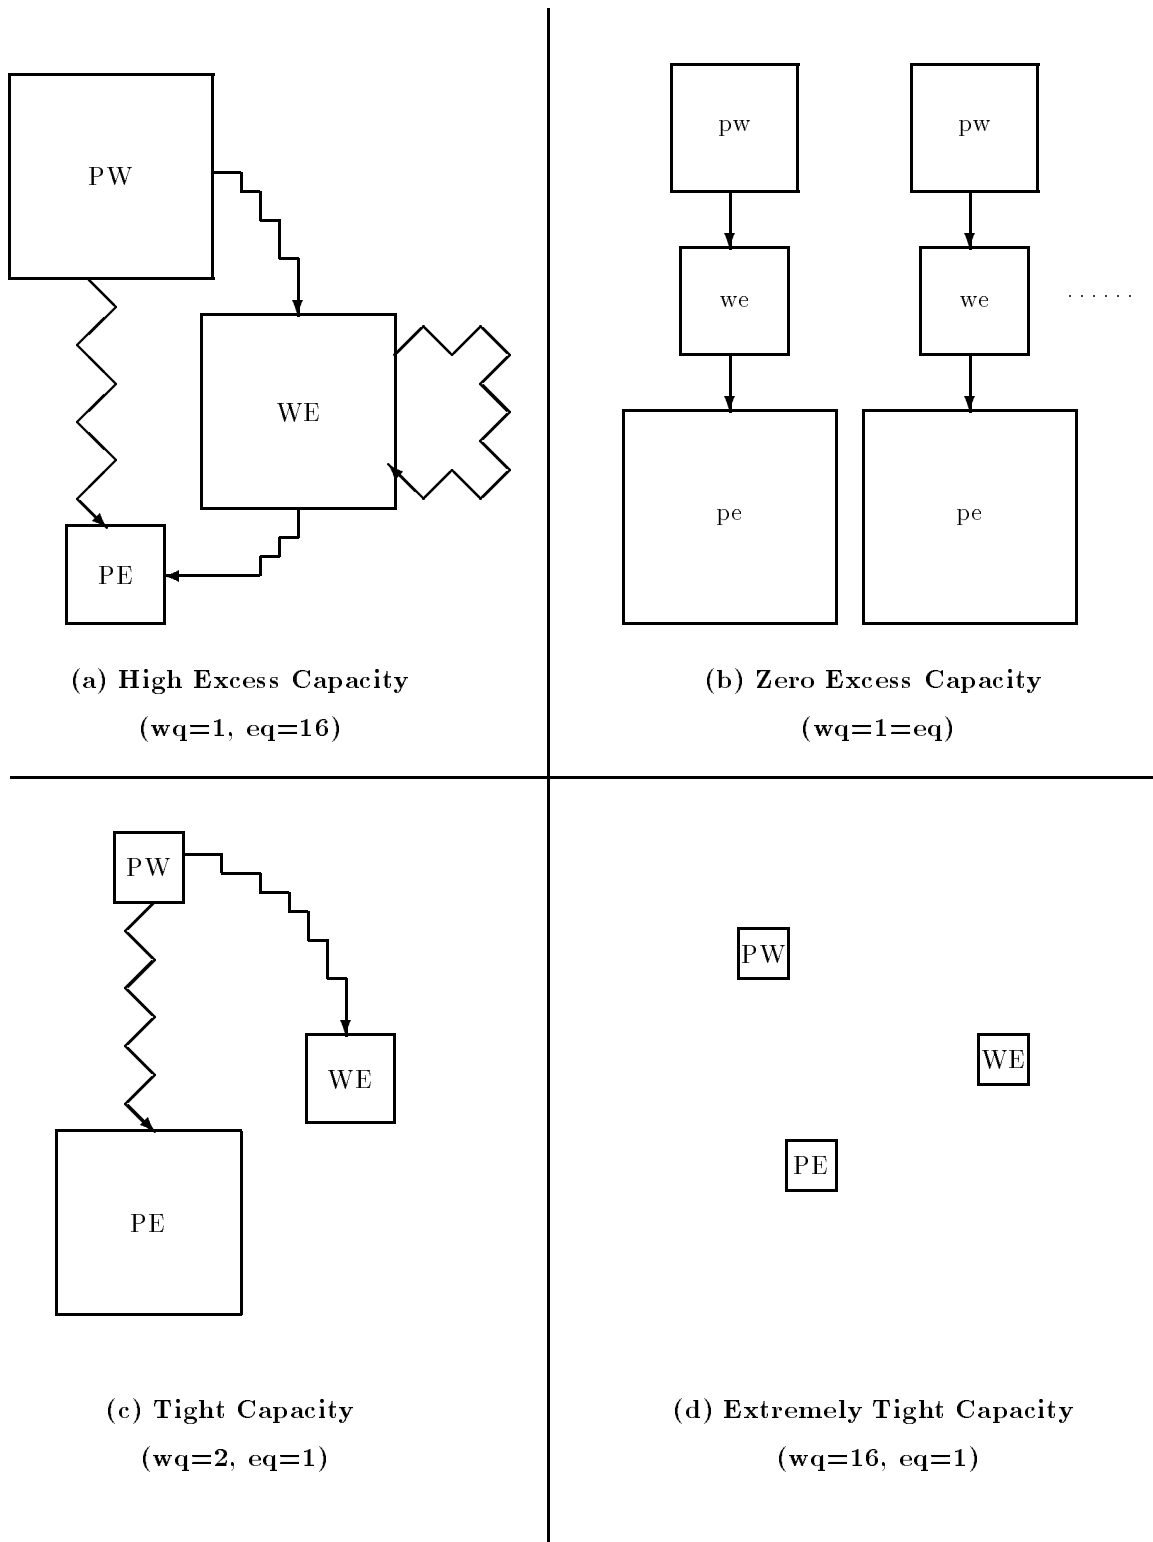 PW
WE
PE
(a) High Excess Capacity
(wq=1, eq=16)
pw pw
we we ......
pe pe
(b) Zero Excess Capacity
(wq=1=eq)
PW
WE
PE
(c) Tight Capacity
(wq=2, eq=1)
PW
WE
PE
(d) Extremely Tight Capacity
(wq=16, eq=1)